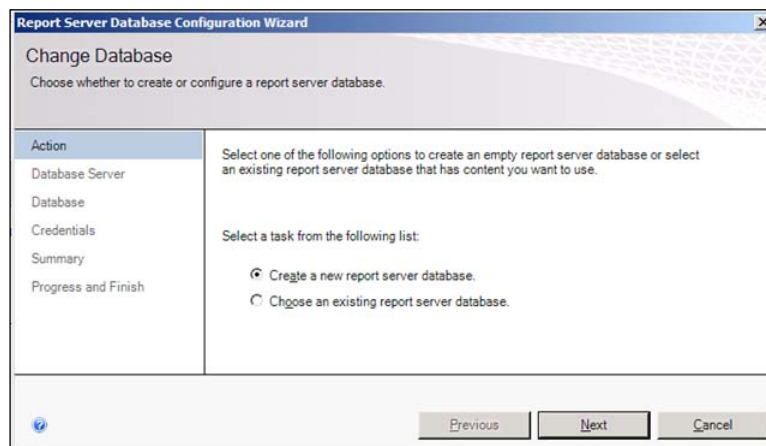 Report Server Database Configuration Wizard
Change Database
Choose whether to create or configure a report server database.
Action
Database Server
Database
Credentials
Summary
Progress and Finish
Select one of the following options to create an empty report server database or select
an existing report server database that has content you want to use.
Select a task from the following list:
Create a new report server database.
Choose an existing report server database.
Previous
Next
Cancel